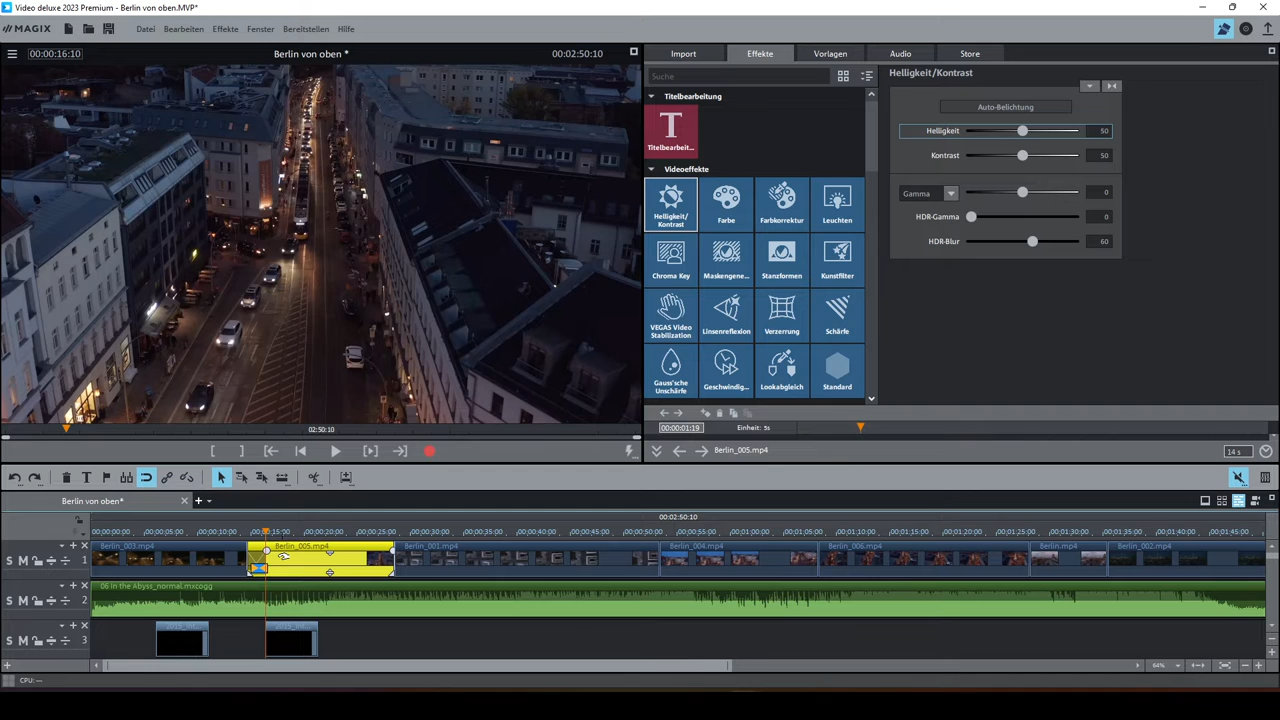 Video deluxe 2023 Premium - Berlin von oben.MVP*
MAGIX
Datei Bearbeiten Effekte Fenster Bereitstellen Hilfe
00:00:16:10 Berlin von oben * 00:02:50:10
Import Effekte Vorlagen Audio Store
Suche
Titelbearbeitung
T
Titelbearbeit...
Videoeffekte
Helligkeit/
Kontrast
Farbe
Farbkorrektur
Leuchten
Chroma Key
Maskengene...
Stanzformen
Kunstfilter
VEGAS Video
Stabilization
Linsenreflexion
Verzerrung
Schärfe
Gauss'sche
Unschärfe
Geschwindig...
Lookabgleich
Standard
Helligkeit/Kontrast
Auto-Belichtung
Helligkeit 50
Kontrast 50
Gamma 0
HDR-Gamma 0
HDR-Blur 60
00:00:01:19 Einheit: 5s
Berlin_005.mp4 14 s
02:50:10
Berlin von oben*
00:02:50:10
00:00:00:00 00:00:05:00 00:00:10:00 00:00:15:00 00:00:20:00 00:00:25:00 00:00:30:00 00:00:35:00 00:00:40:00 00:00:45:00 00:00:50:00 00:00:55:00 00:01:00:00 00:01:05:00 00:01:10:00 00:01:15:00 00:01:20:00 00:01:25:00 00:01:30:00 00:01:35:00 00:01:40:00 00:01:45:00
S M 1
Berlin_003.mp4 Berlin_005.mp4 Berlin_001.mp4 Berlin_004.mp4 Berlin_006.mp4 Berlin.mp4 Berlin_002.mp4
S M 2
06 In the Abyss_normal.mxcogg
S M 3
64%
CPU: —